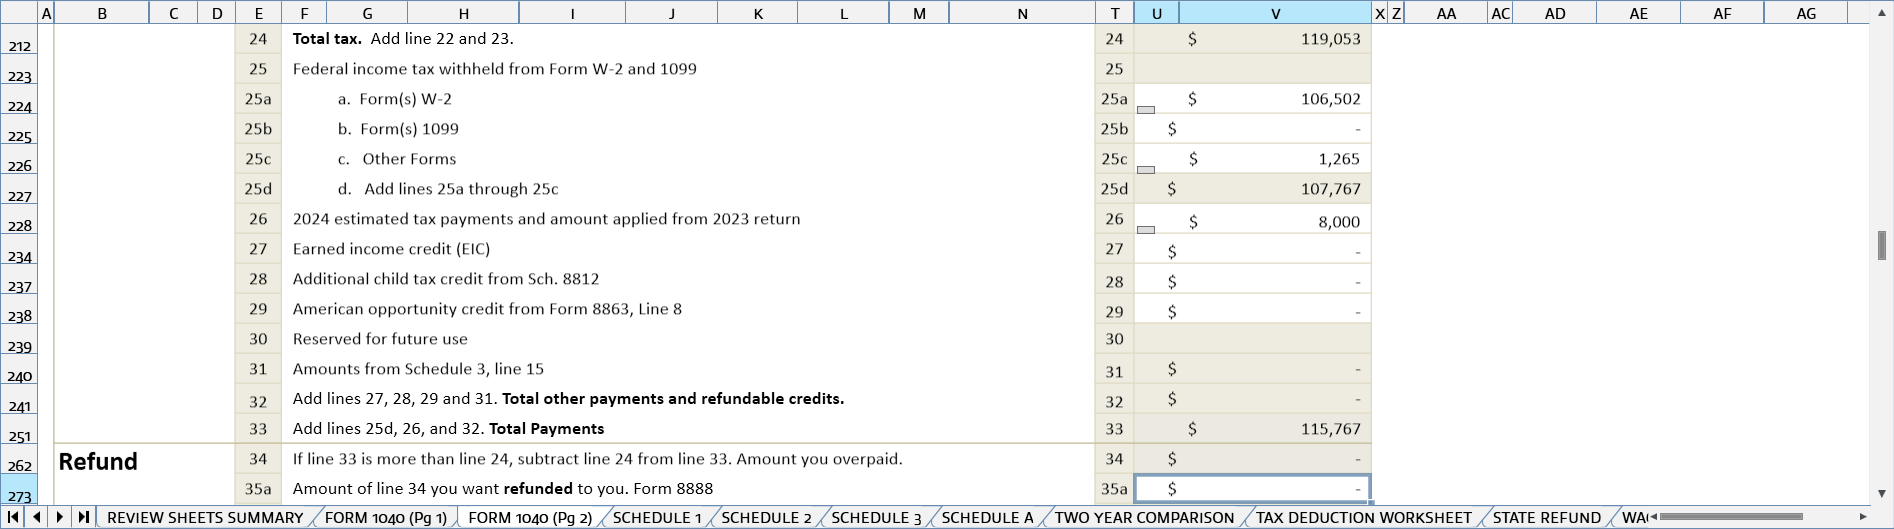 A B C D E F G H I J K L M N T U V X Z AA AC AD AE AF AG
212 24 Total tax. Add line 22 and 23. 24 $ 119,053
223 25 Federal income tax withheld from Form W-2 and 1099 25
224 25a a. Form(s) W-2 25a $ 106,502
225 25b b. Form(s) 1099 25b $ -
226 25c c. Other Forms 25c $ 1,265
227 25d d. Add lines 25a through 25c 25d $ 107,767
228 26 2024 estimated tax payments and amount applied from 2023 return 26 $ 8,000
234 27 Earned income credit (EIC) 27 $ -
237 28 Additional child tax credit from Sch. 8812 28 $ -
238 29 American opportunity credit from Form 8863, Line 8 29 $ -
239 30 Reserved for future use 30
240 31 Amounts from Schedule 3, line 15 31 $ -
241 32 Add lines 27, 28, 29 and 31. Total other payments and refundable credits. 32 $ -
251 33 Add lines 25d, 26, and 32. Total Payments 33 $ 115,767
262 Refund 34 If line 33 is more than line 24, subtract line 24 from line 33. Amount you overpaid. 34 $ -
273 35a Amount of line 34 you want refunded to you. Form 8888 35a $ -
REVIEW SHEETS SUMMARY FORM 1040 (Pg 1) FORM 1040 (Pg 2) SCHEDULE 1 SCHEDULE 2 SCHEDULE 3 SCHEDULE A TWO YEAR COMPARISON TAX DEDUCTION WORKSHEET STATE REFUND WA